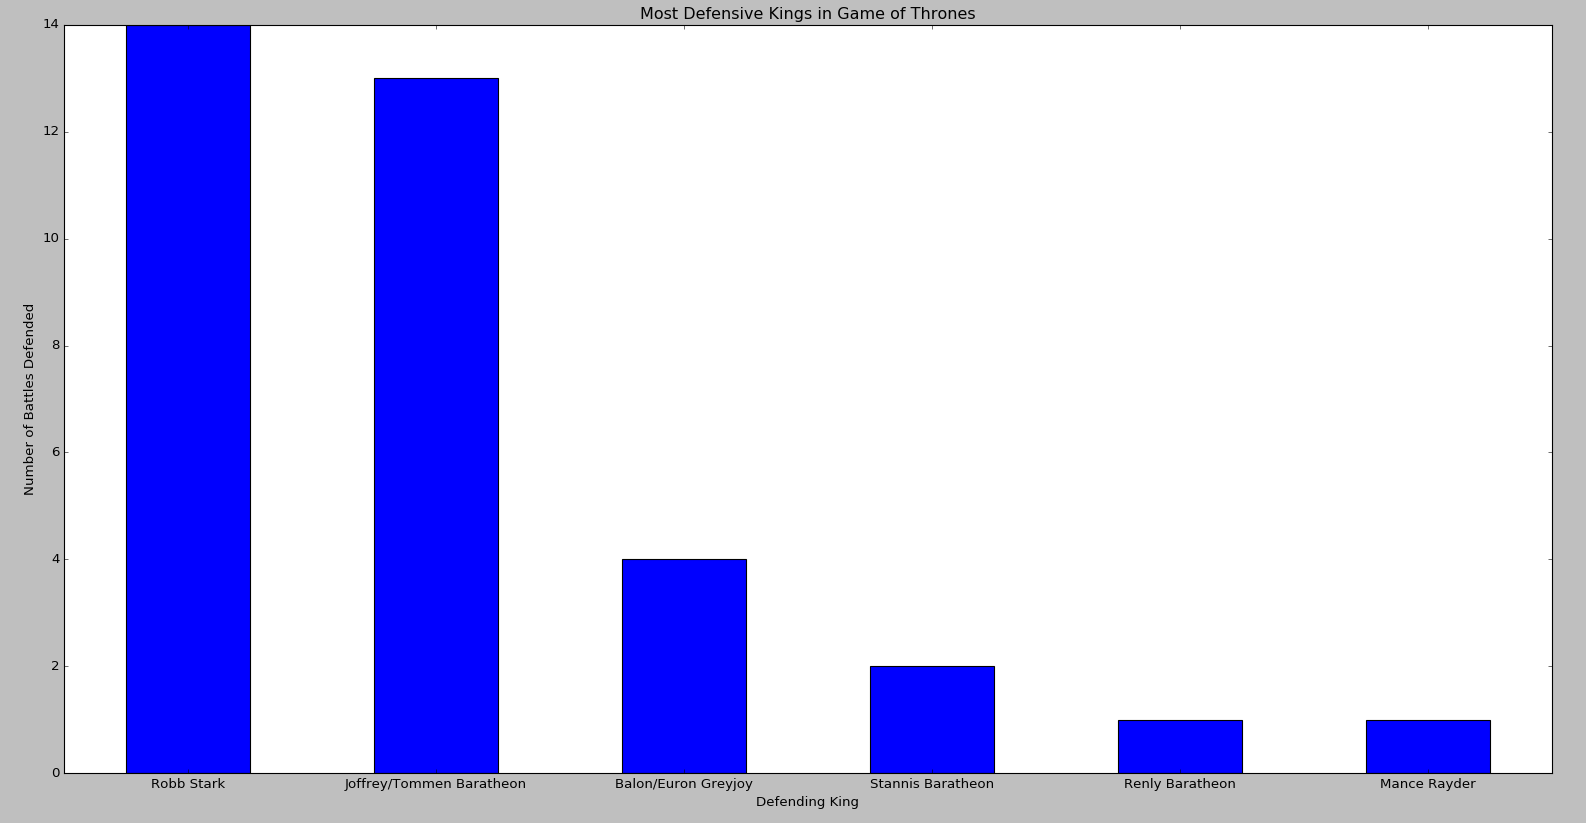 Most Defensive Kings in Game of Thrones
14
12
10
8
6
4
2
0
Number of Battles Defended
Robb Stark
Joffrey/Tommen Baratheon
Balon/Euron Greyjoy
Stannis Baratheon
Renly Baratheon
Mance Rayder
Defending King